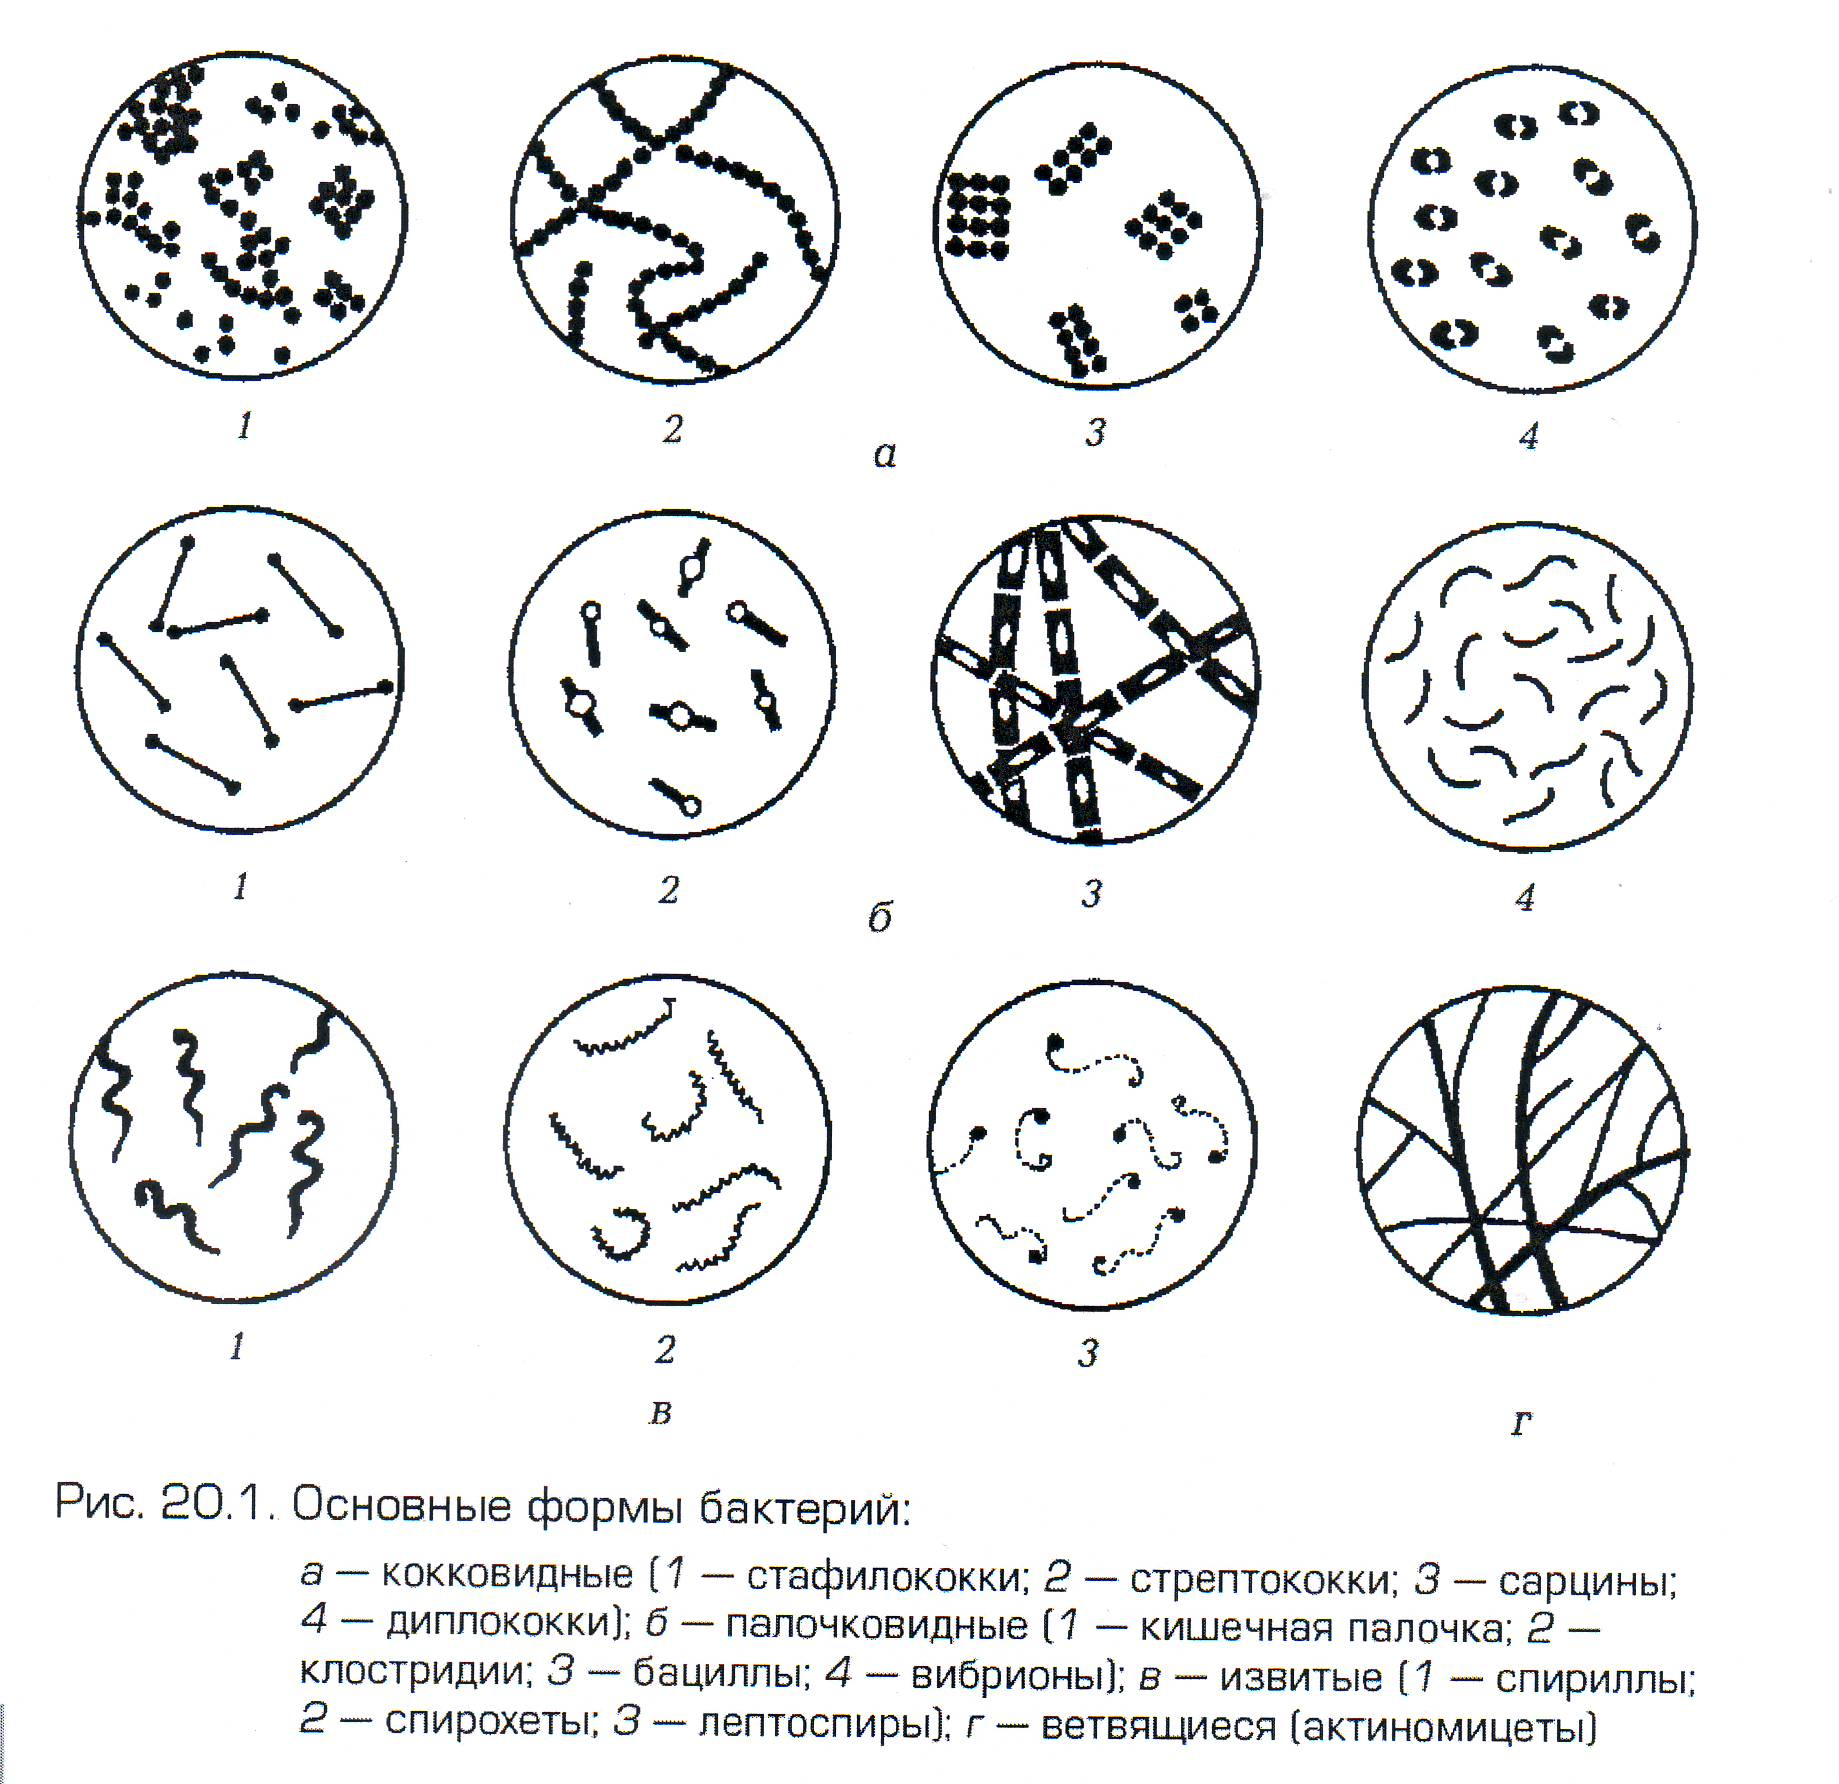 1 2 3 4
а
1 2 3 4
б
1 2 3
в г
Рис. 20.1. Основные формы бактерий:
а — кокковидные (1 — стафилококки; 2 — стрептококки; 3 — сарцины;
4 — диплококки); б — палочковидные (1 — кишечная палочка; 2 —
клостридии; 3 — бациллы; 4 — вибрионы); в — извитые (1 — спириллы;
2 — спирохеты; 3 — лептоспиры); г — ветвящиеся (актиномицеты)